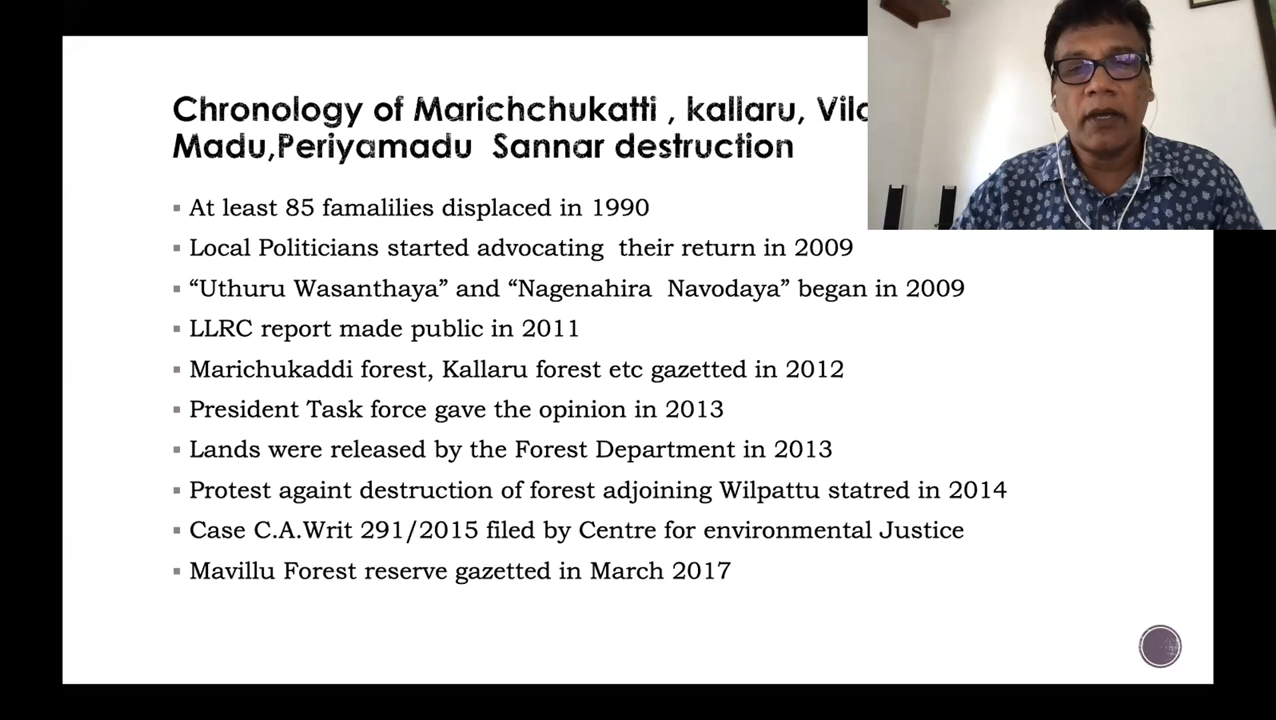 Chronology of Marichchukatti , kallaru,
Madu,Periyamadu Sannar destruction
At least 85 famalilies displaced in 1990
Local Politicians started advocating their return in 2009
“Uthuru Wasanthaya” and “Nagenahira Navodaya” began in 2009
LLRC report made public in 2011
Marichukaddi forest, Kallaru forest etc gazetted in 2012
President Task force gave the opinion in 2013
Lands were released by the Forest Department in 2013
Protest againt destruction of forest adjoining Wilpattu statred in 2014
Case C.A.Writ 291/2015 filed by Centre for environmental Justice
Mavillu Forest reserve gazetted in March 2017